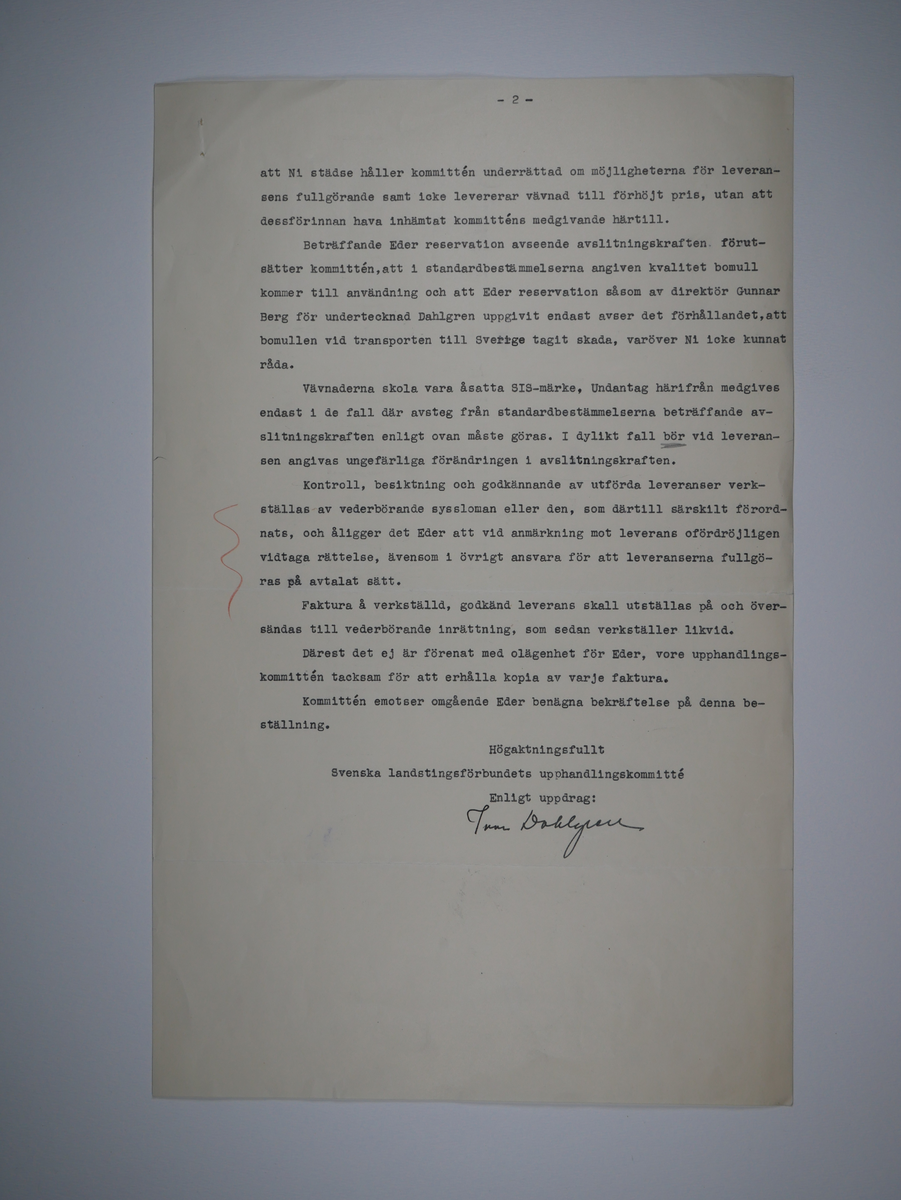 - 2 -
att Ni städse håller kommittén underrättad om möjligheterna för leveran-
sens fullgörande samt icke levererar vävnad till förhöjt pris, utan att
dessförinnan hava inhämtat kommitténs medgivande härtill.
Beträffande Eder reservation avseende avslitningskraften förut-
sätter kommittén,att i standardbestämmelserna angiven kvalitet bomull
kommer till användning och att Eder reservation såsom av direktör Gunnar
Berg för undertecknad Dahlgren uppgivit endast avser det förhållandet,att
bomullen vid transporten till Sverige tagit skada, varöver Ni icke kunnat
råda.
Vävnaderna skola vara åsatta SIS-märke, Undantag härifrån medgives
endast i de fall där avsteg från standardbestämmelserna beträffande av-
slitningskraften enligt ovan måste göras. I dylikt fall bör vid leveran-
sen angivas ungefärliga förändringen i avslitningskraften.
Kontroll, besiktning och godkännande av utförda leveranser verk-
ställas av vederbörande syssloman eller den, som därtill särskilt förord-
nats, och åligger det Eder att vid anmärkning mot leverans ofördröjligen
vidtaga rättelse, ävensom i övrigt ansvara för att leveranserna fullgö-
ras på avtalat sätt.
Faktura å verkställd, godkänd leverans skall utställas på och över-
sändas till vederbörande inrättning, som sedan verkställer likvid.
Därest det ej är förenat med olägenhet för Eder, vore upphandlings-
kommittén tacksam för att erhålla kopia av varje faktura.
Kommittén emotser omgående Eder benägna bekräftelse på denna be-
ställning.
Högaktningsfullt
Svenska landstingsförbundets upphandlingskommitté
Enligt uppdrag:
Dahlgren